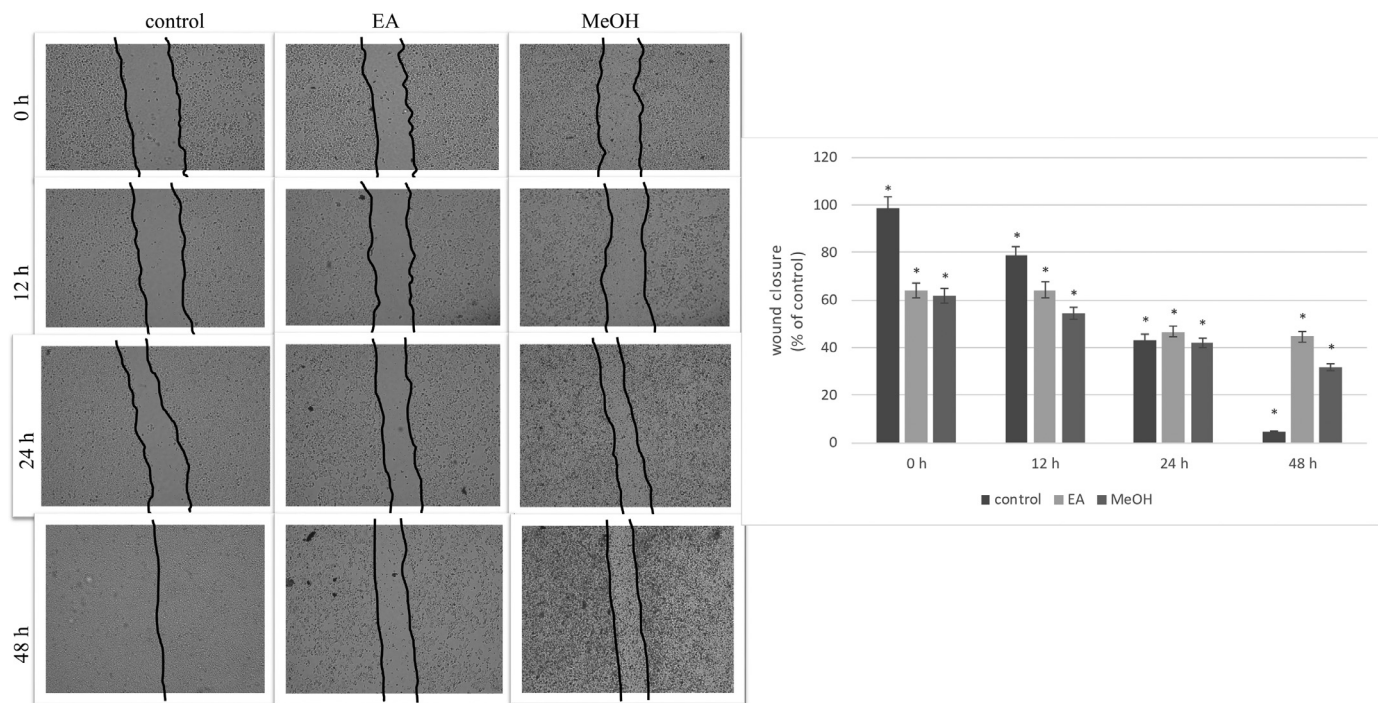 control EA MeOH
0 h
12 h
24 h
48 h
wound closure
(% of control)
120
100
80
60
40
20
0
* * *
* * *
* * *
* * *
0 h 12 h 24 h 48 h
control EA MeOH